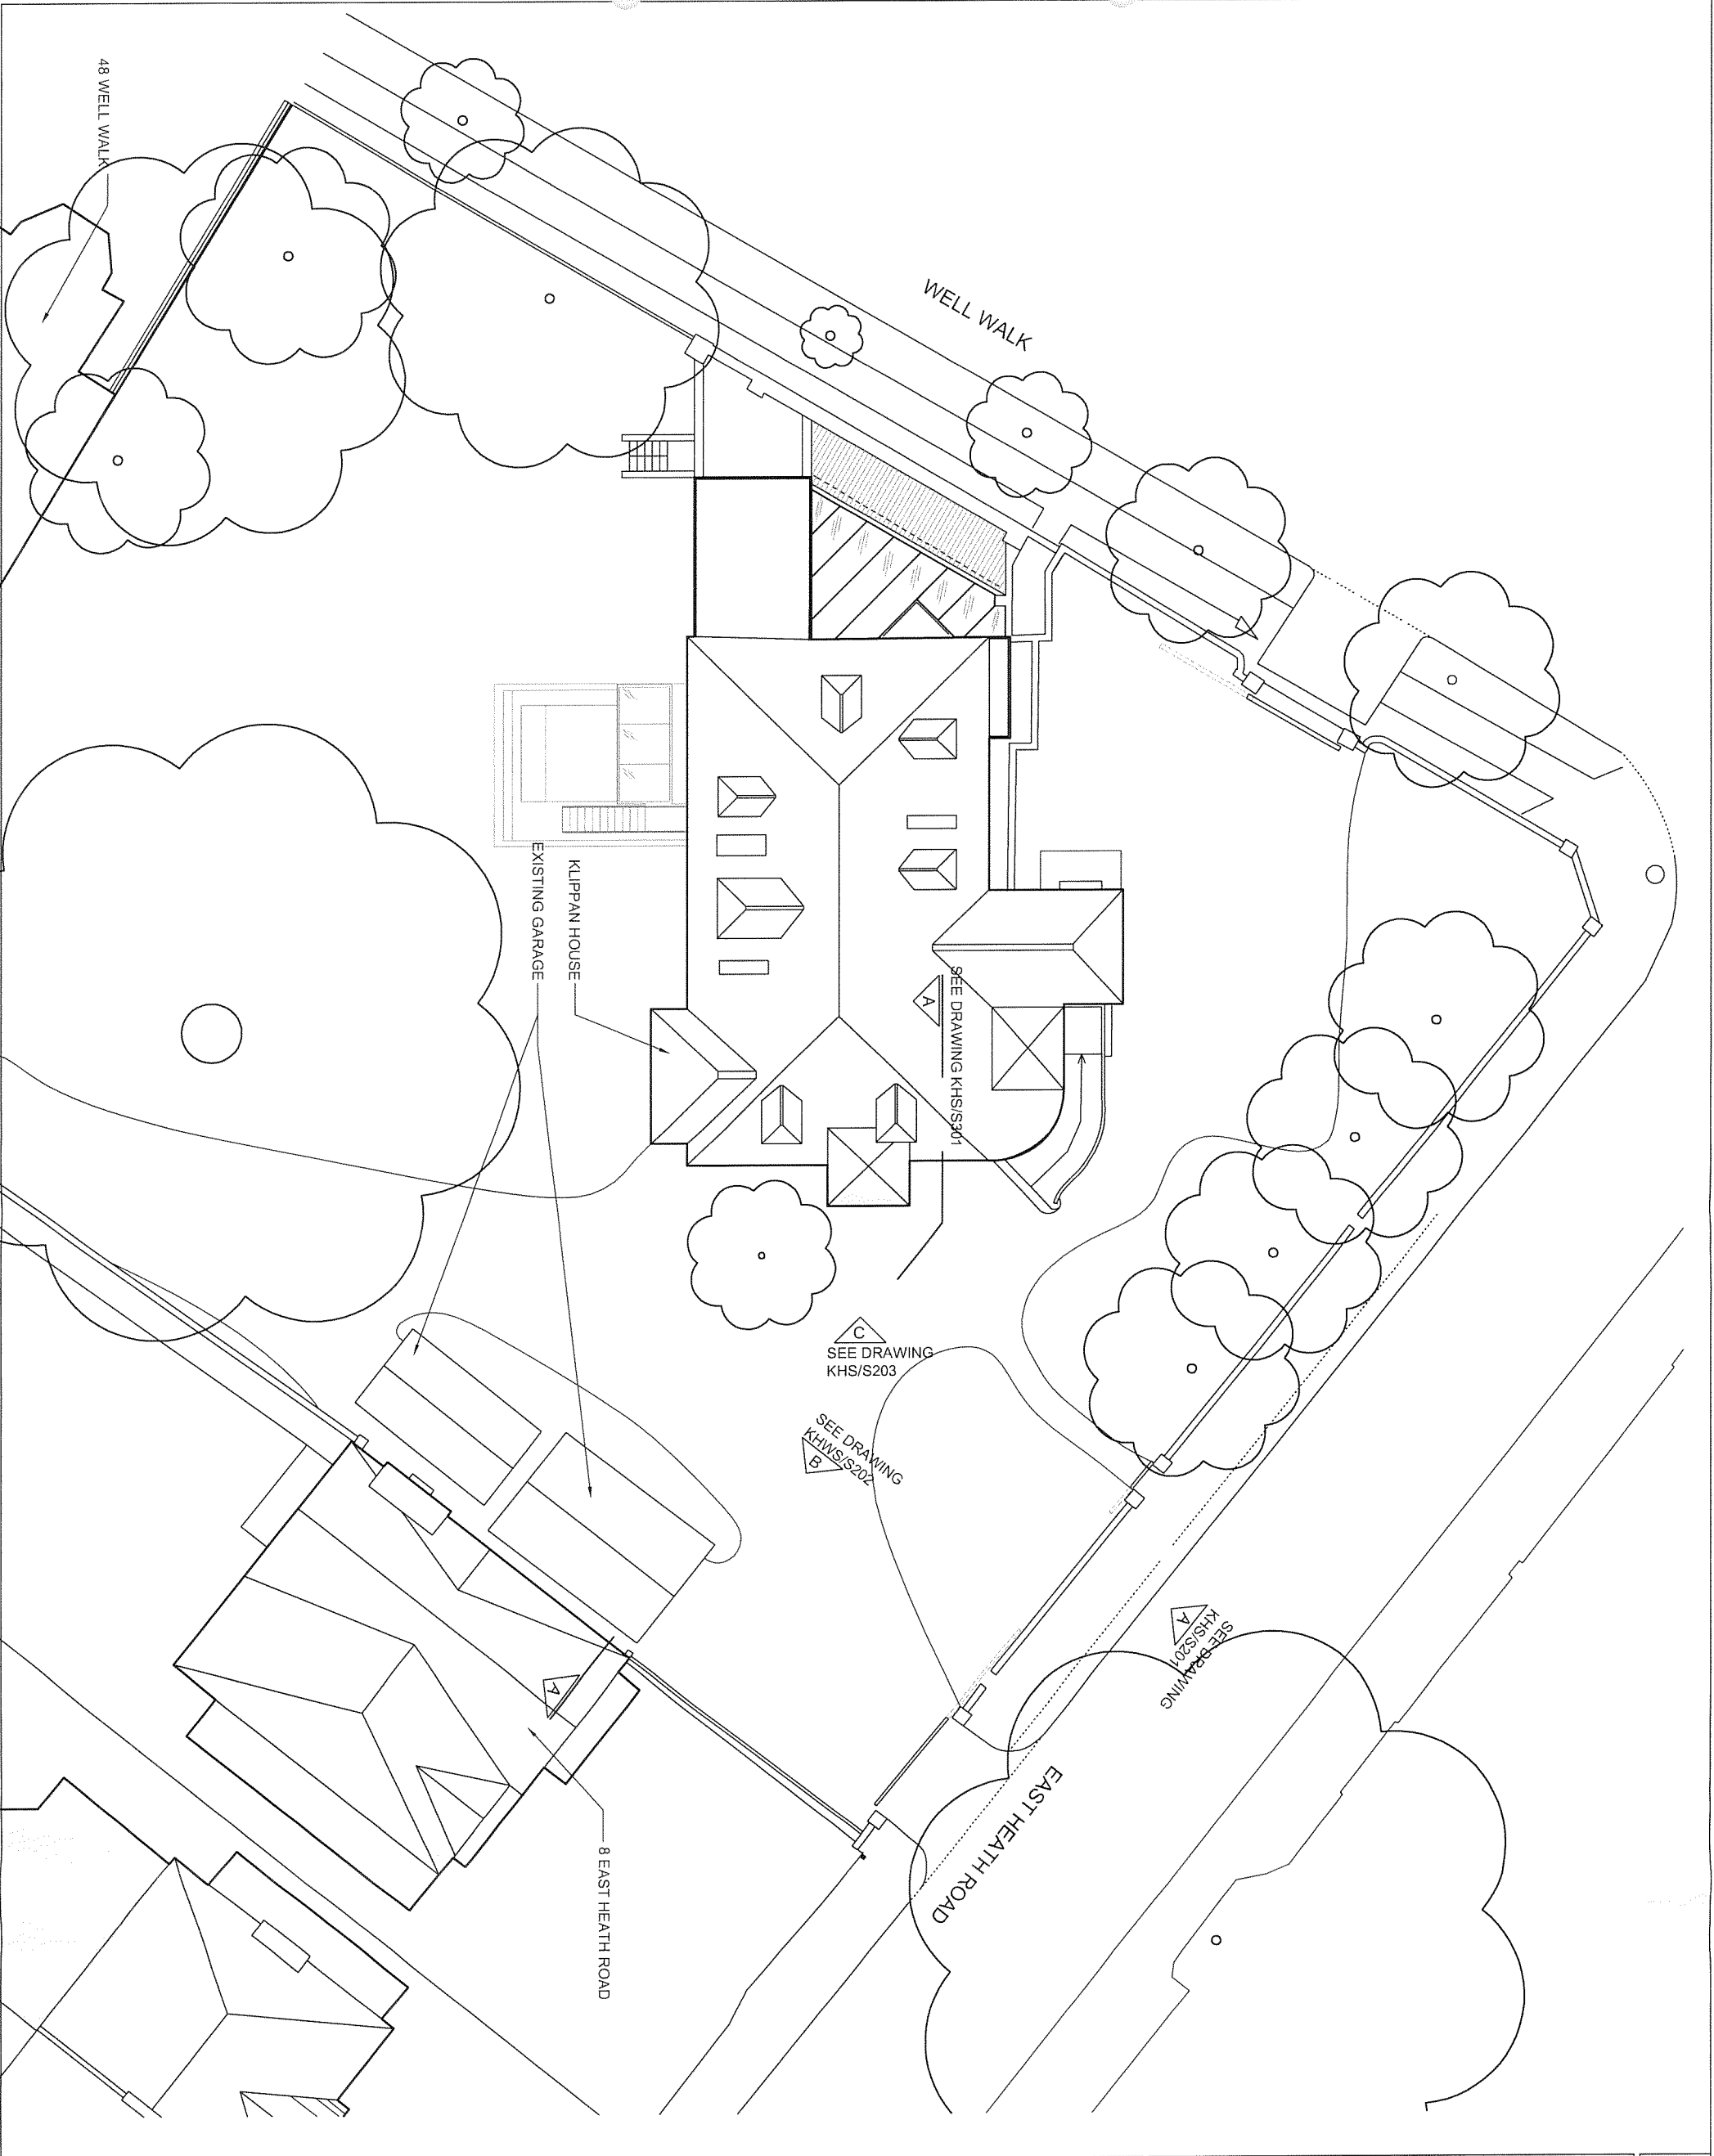 48 WELL WALK
WELL WALK
EXISTING GARAGE
KLIPPAN HOUSE
SEE DRAWING KHS/S301
A
C
SEE DRAWING
KHS/S203
SEE DRAWING
KHWS/S202
B
A
KHS/S201
SEE DRAWING
A
EAST HEATH ROAD
8 EAST HEATH ROAD